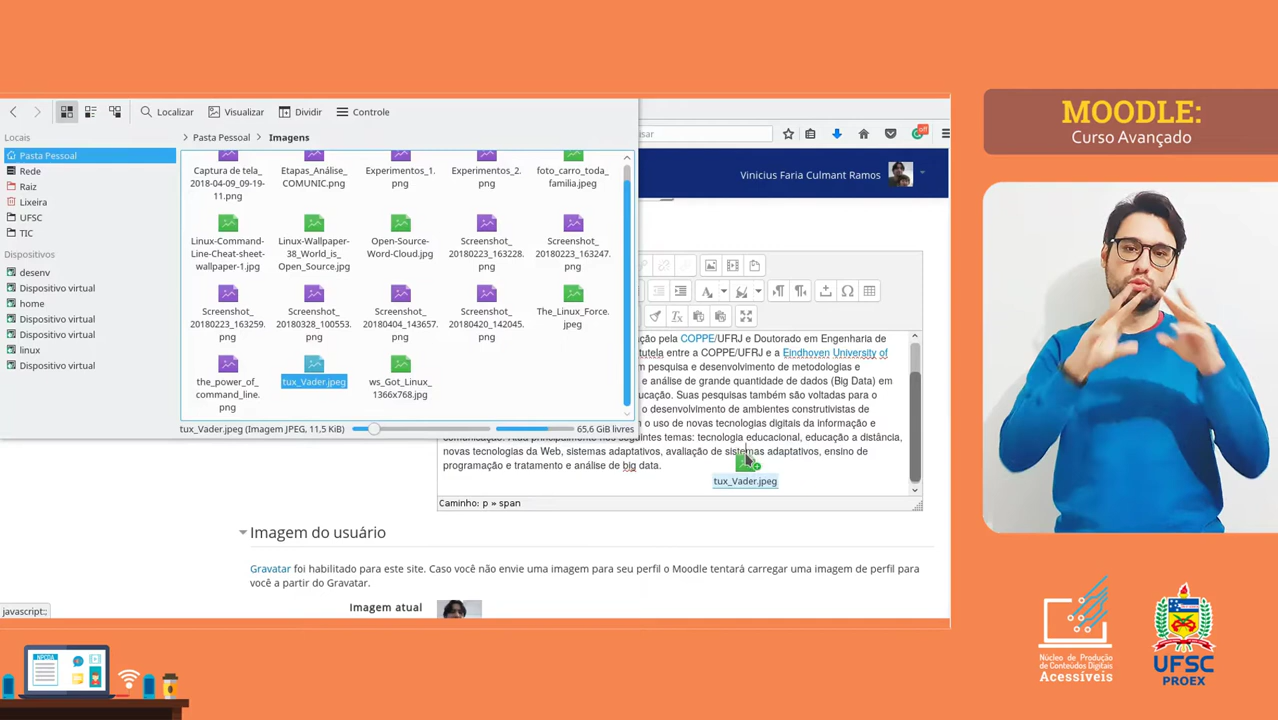 MOODLE:
Curso Avançado
Localizar
Visualizar
Dividir
Controle
Locais
Pasta Pessoal
Rede
Raiz
Lixeira
UFSC
TIC
Dispositivos
desenv
Dispositivo virtual
home
Dispositivo virtual
Dispositivo virtual
linux
Dispositivo virtual
Pasta Pessoal
Imagens
Captura de tela_
2018-04-09_09-19-
11.png
Etapas_Análise_
COMUNIC.png
Experimentos_1.
png
Experimentos_2.
png
foto_carro_toda_
familia.jpeg
Linux-Command-
Line-Cheat-sheet-
wallpaper-1.jpg
Linux-Wallpaper-
38_World_is_
Open_Source.jpg
Open-Source-
Word-Cloud.jpg
Screenshot_
20180223_163228.
png
Screenshot_
20180223_163247.
png
Screenshot_
20180223_163259.
png
Screenshot_
20180328_100553.
png
Screenshot_
20180404_143657.
png
Screenshot_
20180420_142045.
png
The_Linux_Force.
jpeg
the_power_of_
command_line.
png
tux_Vader.jpeg
ws_Got_Linux_
1366x768.jpg
tux_Vader.jpeg (Imagem JPEG, 11,5 KiB)
65,6 GiB livres
isar
off
Vinicius Faria Culmant Ramos
ção pela COPPE/UFRJ e Doutorado em Engenharia de
tutela entre a COPPE/UFRJ e a Eindhoven University of
m pesquisa e desenvolvimento de metodologias e
e análise de grande quantidade de dados (Big Data) em
ucação. Suas pesquisas também são voltadas para o
o desenvolvimento de ambientes construtivistas de
m o uso de novas tecnologias digitais da informação e
comunicação. Atua principalmente nos seguintes temas: tecnologia educacional, educação a distância,
novas tecnologias da Web, sistemas adaptativos, avaliação de sistemas adaptativos, ensino de
programação e tratamento e análise de big data.
tux_Vader.jpeg
Caminho: p » span
Imagem do usuário
Gravatar foi habilitado para este site. Caso você não envie uma imagem para seu perfil o Moodle tentará carregar uma imagem de perfil para
você a partir do Gravatar.
Imagem atual
javascript:;
Núcleo de Produção
de Conteúdos Digitais
Acessíveis
UFSC
PROEX